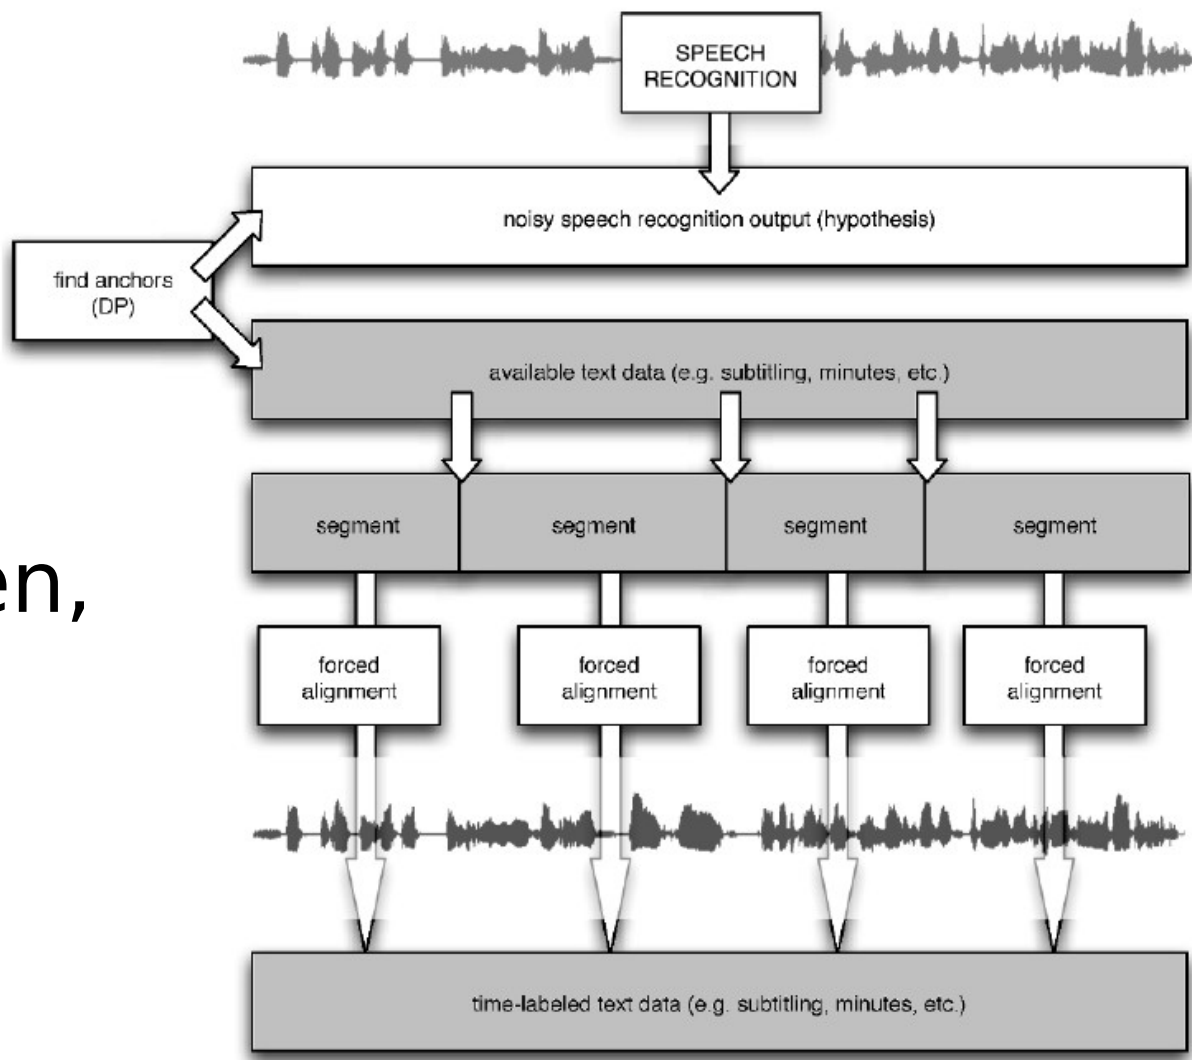 SPEECH
RECOGNITION
noisy speech recognition output (hypothesis)
find anchors
(DP)
available text data (e.g. subtitling, minutes, etc.)
segment
segment
segment
segment
en,
forced
alignment
forced
alignment
forced
alignment
forced
alignment
time-labeled text data (e.g. subtitling, minutes, etc.)